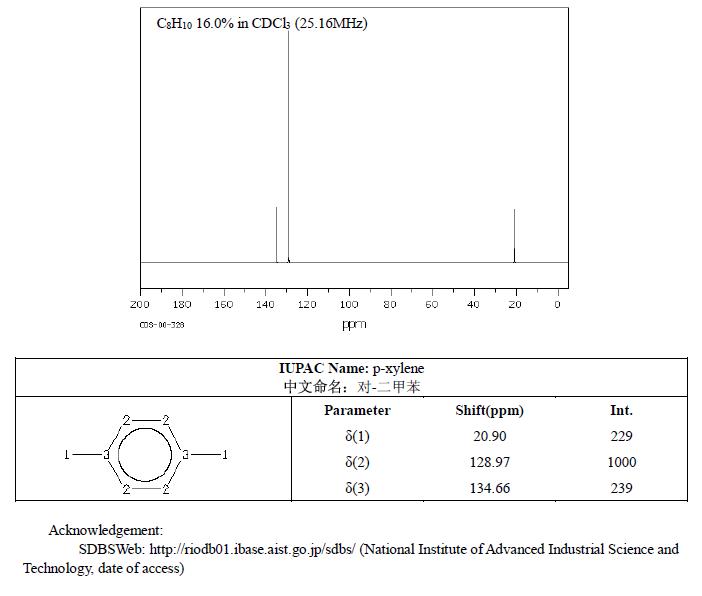 C₈H₁₀ 16.0% in CDCl₃ (25.16MHz)
200 180 160 140 120 100 80 60 40 20 0
CDS-00-328
ppm
IUPAC Name: p-xylene
中文命名：对-二甲苯
Parameter Shift(ppm) Int.
δ(1) 20.90 229
δ(2) 128.97 1000
δ(3) 134.66 239
2 2
1 3 3 1
2 2
Acknowledgement:
SDBSWeb: http://riodb01.ibase.aist.go.jp/sdbs/ (National Institute of Advanced Industrial Science and
Technology, date of access)